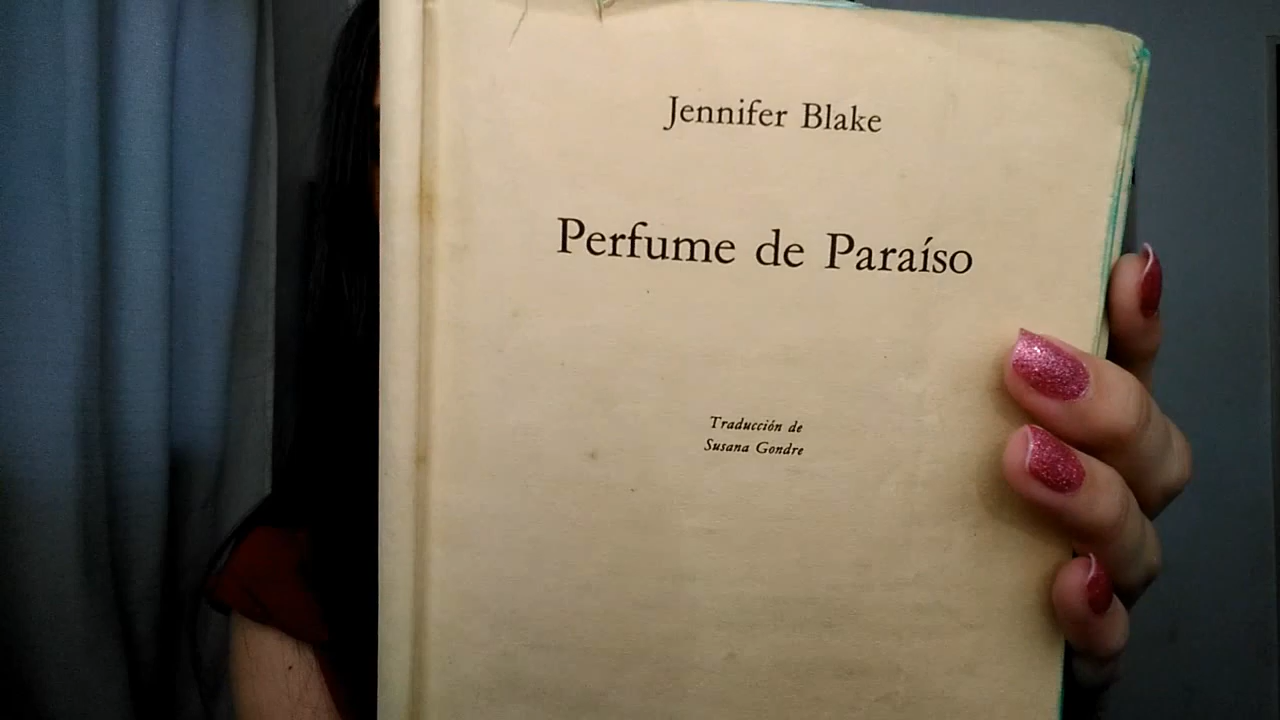 Jennifer Blake
Perfume de Paraíso
Traducción de
Susana Gondre